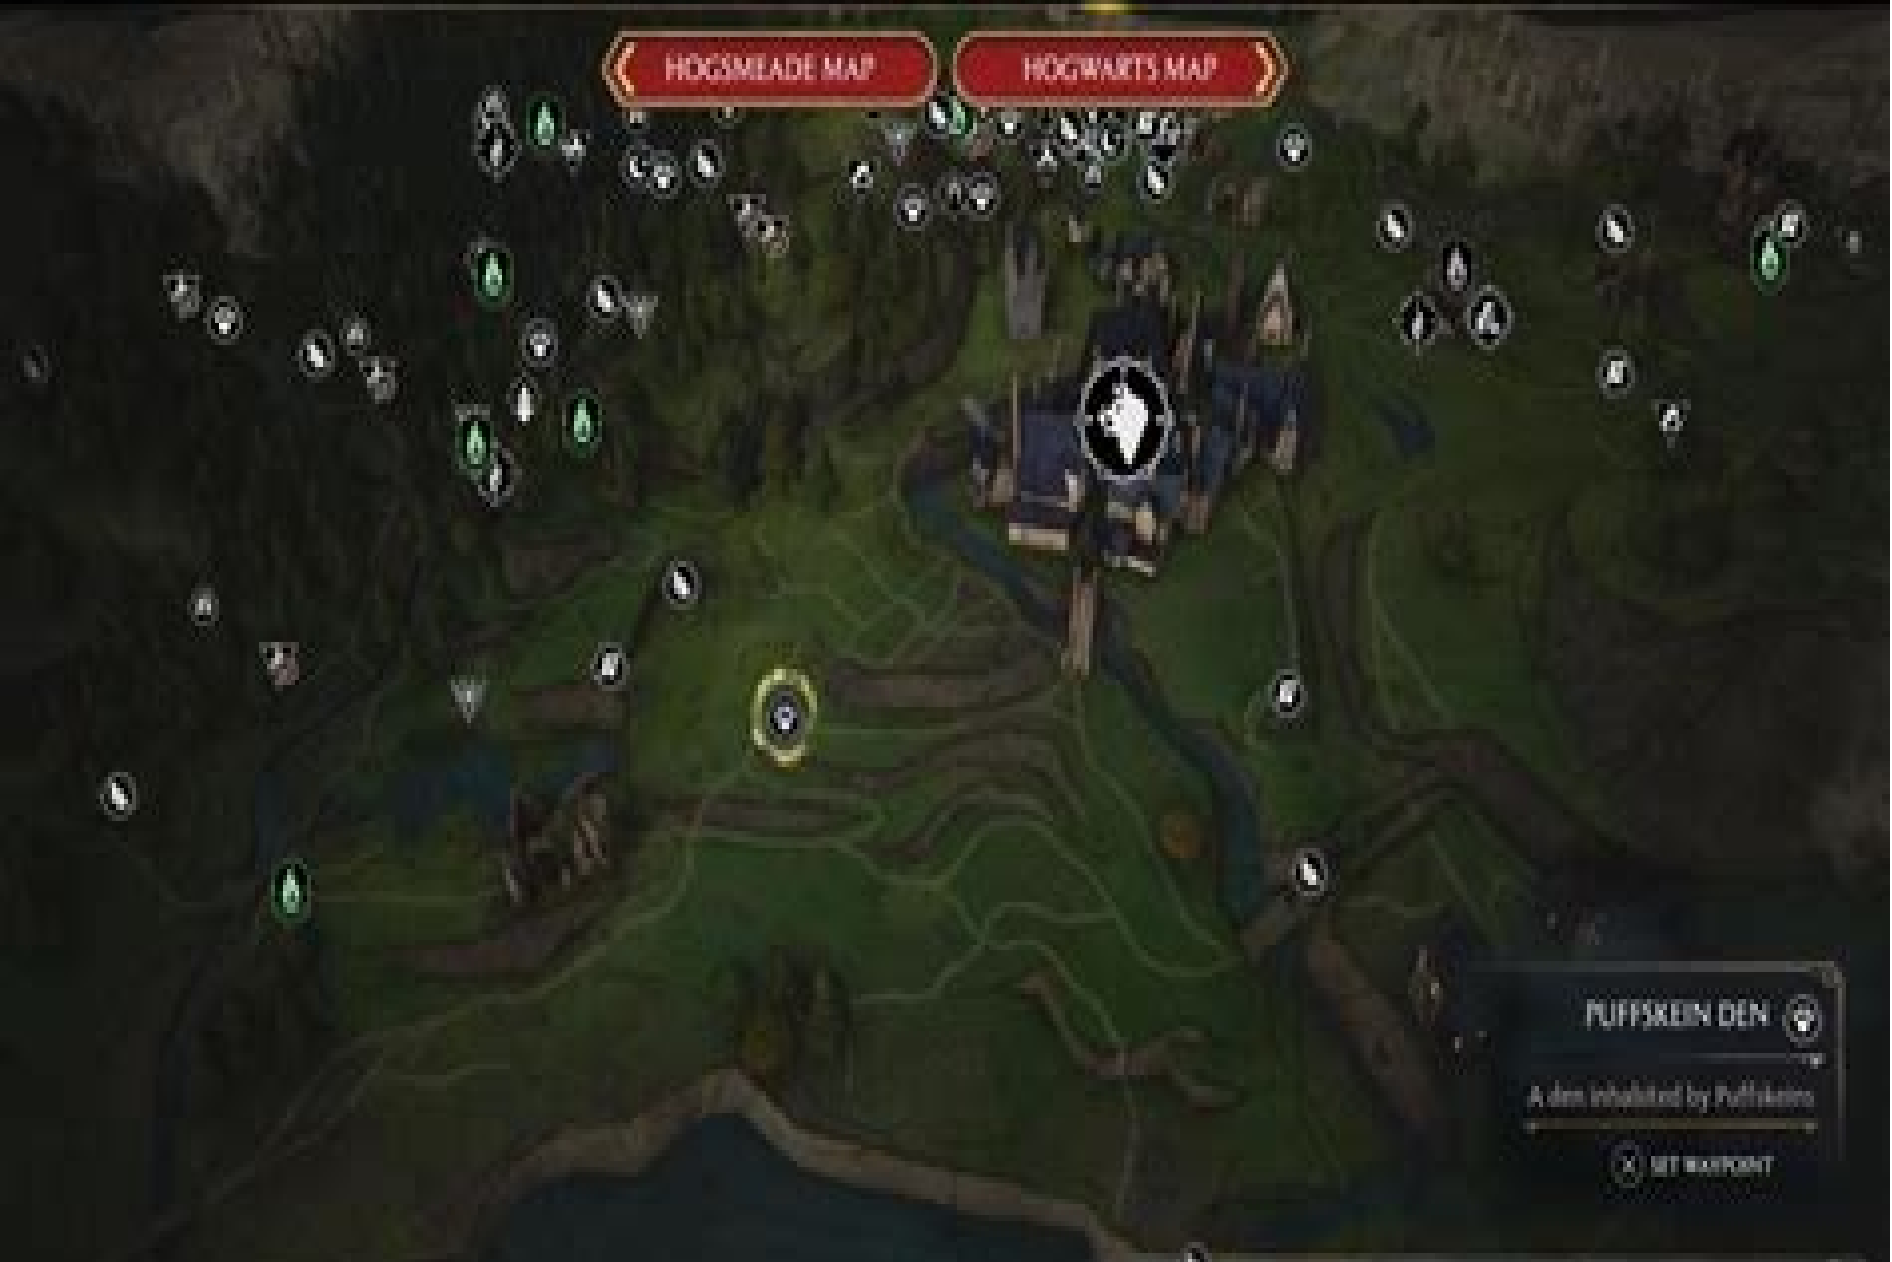 HOGSMEADE MAP
HOGWARTS MAP
PUFFSKEIN DEN
A den inhabited by Puffskeins
X SET WAYPOINT